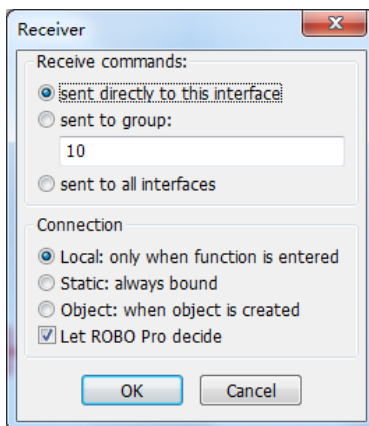 Receiver
Receive commands:
sent directly to this interface
sent to group:
10
sent to all interfaces
Connection
Local: only when function is entered
Static: always bound
Object: when object is created
Let ROBO Pro decide
OK Cancel